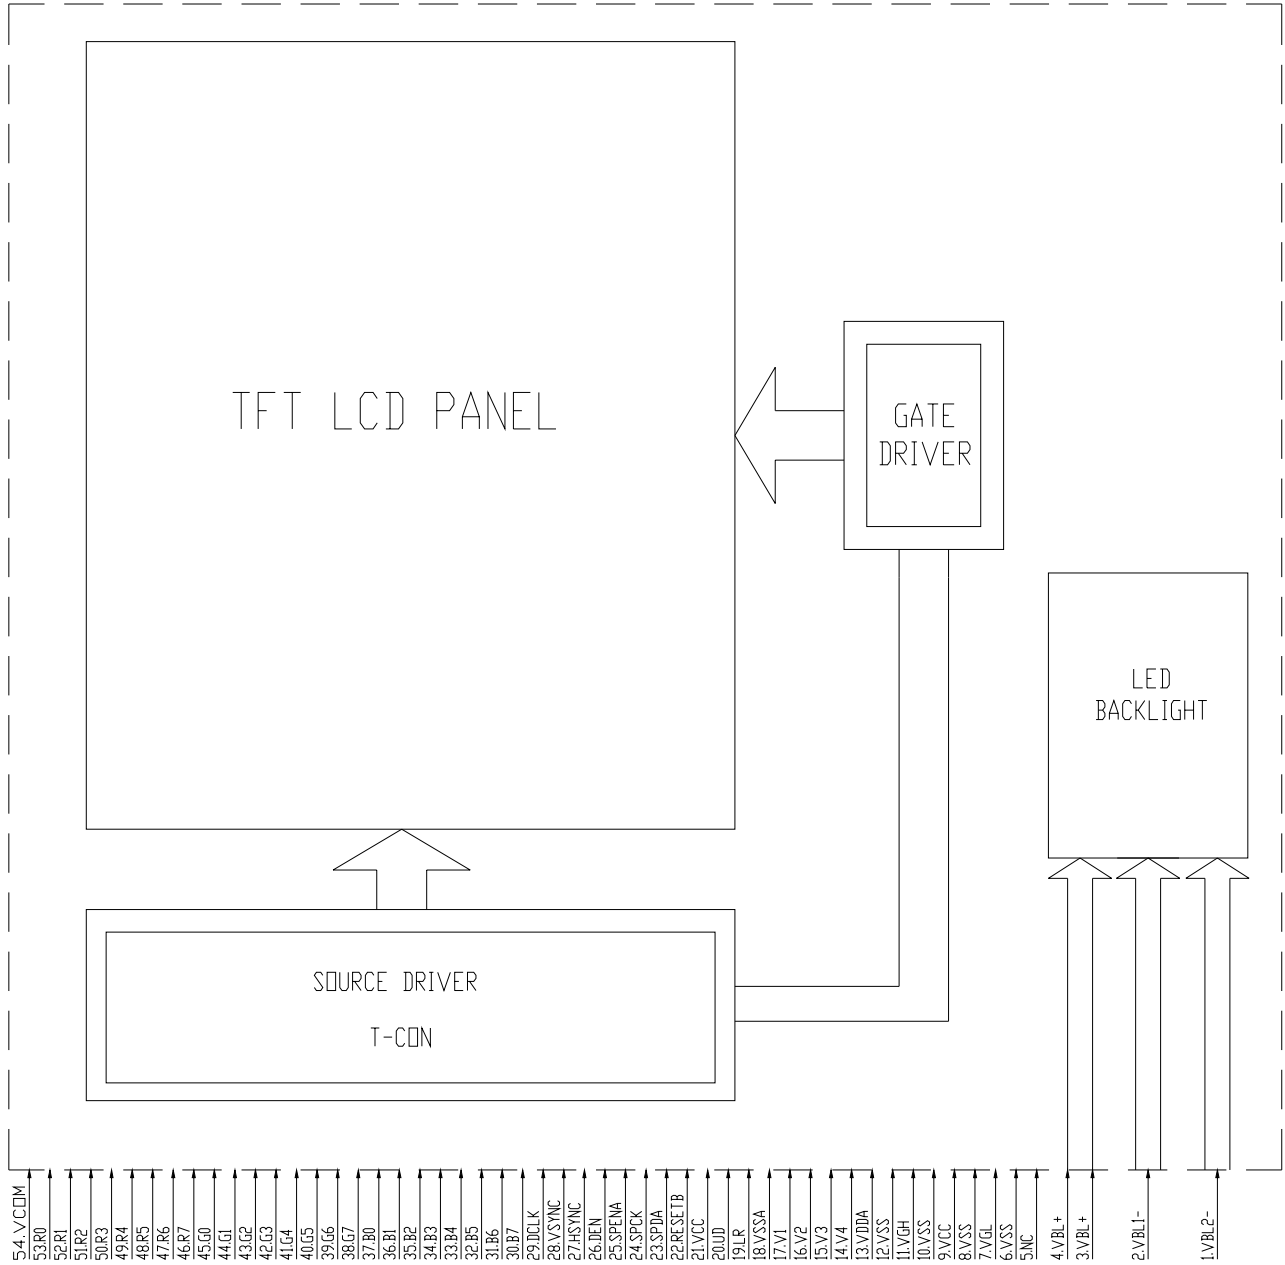 TFT LCD PANEL
GATE
DRIVER
LED
BACKLIGHT
SOURCE DRIVER
T-CON
54.VCOM
53.R0
52.R1
51.R2
50.R3
49.R4
48.R5
47.R6
46.R7
45.G0
44.G1
43.G2
42.G3
41.G4
40.G5
39.G6
38.G7
37.B0
36.B1
35.B2
34.B3
33.B4
32.B5
31.B6
30.B7
29.DCLK
28.VSYNC
27.HSYNC
26.DEN
25.SPENA
24.SPCK
23.SPDA
22.RESETB
21.VCC
20.UD
19.LR
18.VSSA
17.V1
16.V2
15.V3
14.V4
13.VDDA
12.VSS
11.VGH
10.VSS
9.VCC
8.VSS
7.VGL
6.VSS
5.NC
4.VBL+
3.VBL+
2.VBL1-
1.VBL2-